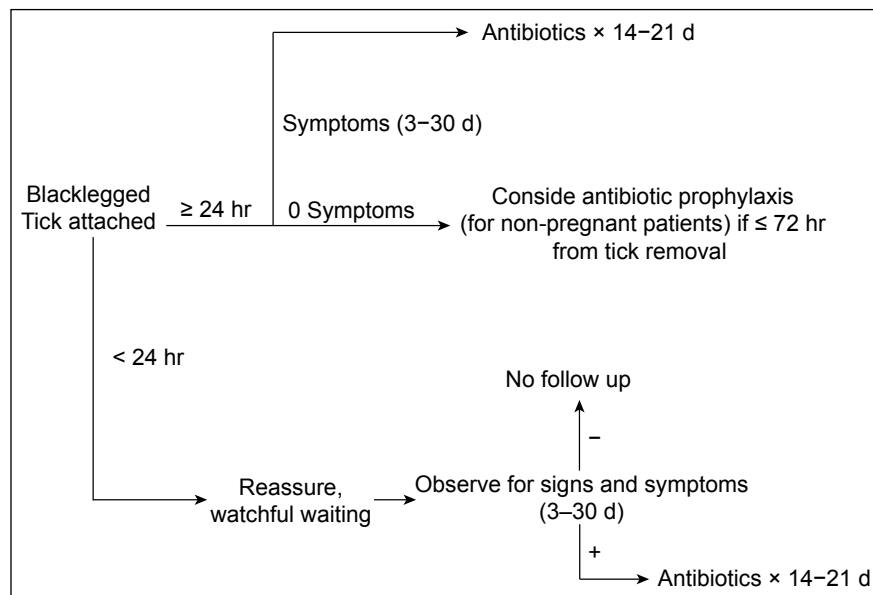 Antibiotics × 14–21 d
Symptoms (3–30 d)
Blacklegged
Tick attached
≥ 24 hr
0 Symptoms
Conside antibiotic prophylaxis
(for non-pregnant patients) if ≤ 72 hr
from tick removal
< 24 hr
No follow up
–
Reassure,
watchful waiting
Observe for signs and symptoms
(3–30 d)
+
Antibiotics × 14–21 d